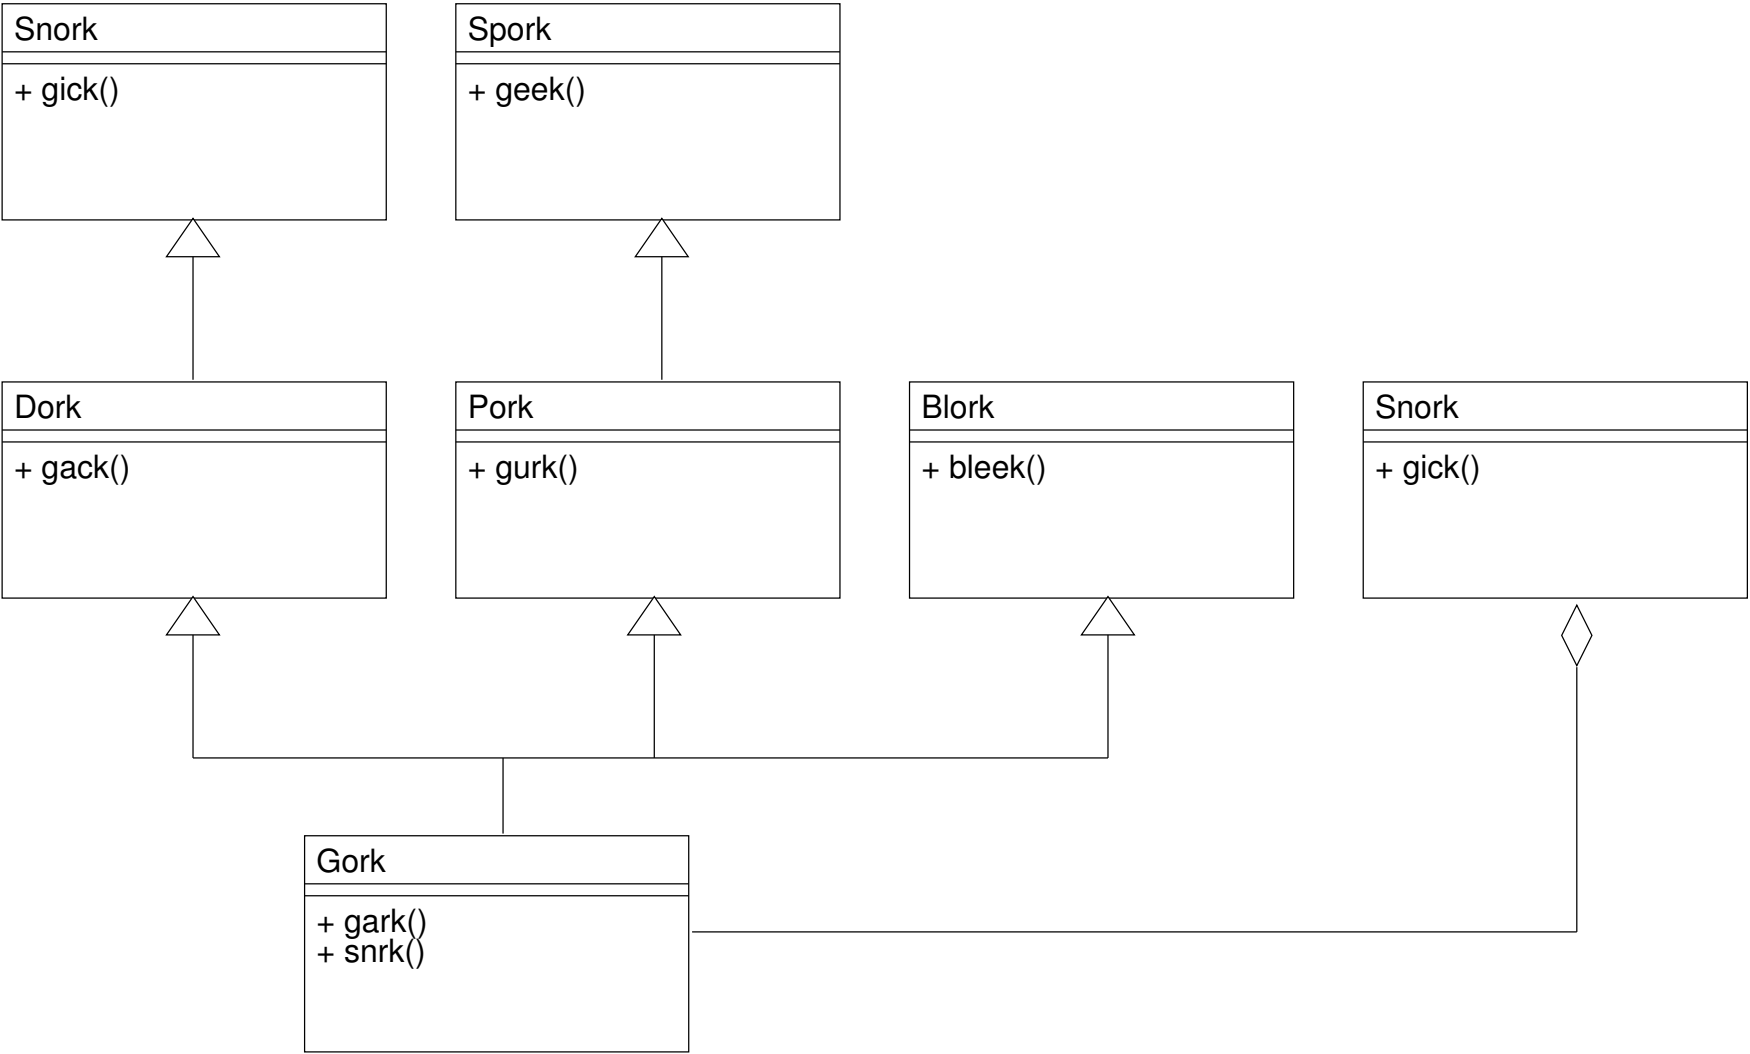 Snork
+ gick()
Spork
+ geek()
Dork
+ gack()
Pork
+ gurk()
Blork
+ bleek()
Snork
+ gick()
Gork
+ gark()
+ snrk()